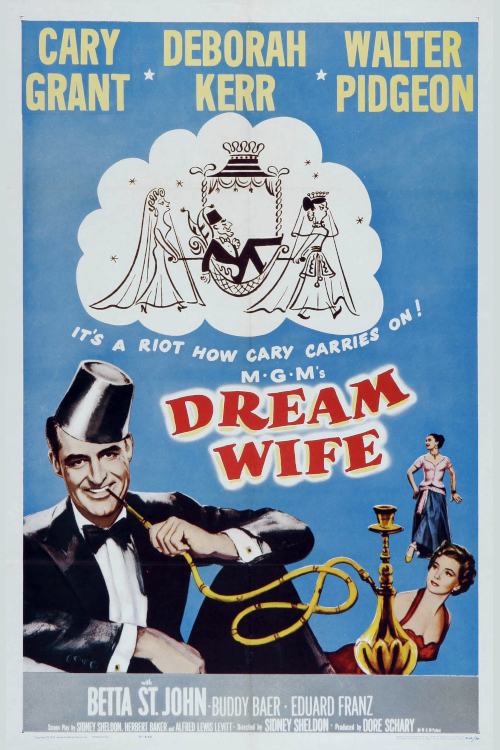 CARY ★ DEBORAH ★ WALTER
GRANT KERR PIDGEON
IT'S A RIOT HOW CARY CARRIES ON!
M·G·M's
DREAM
WIFE
with
BETTA ST. JOHN · BUDDY BAER · EDUARD FRANZ
Screen Play by SIDNEY SHELDON, HERBERT BAKER and ALFRED LEWIS LEVITT · Directed by SIDNEY SHELDON · Produced by DORE SCHARY